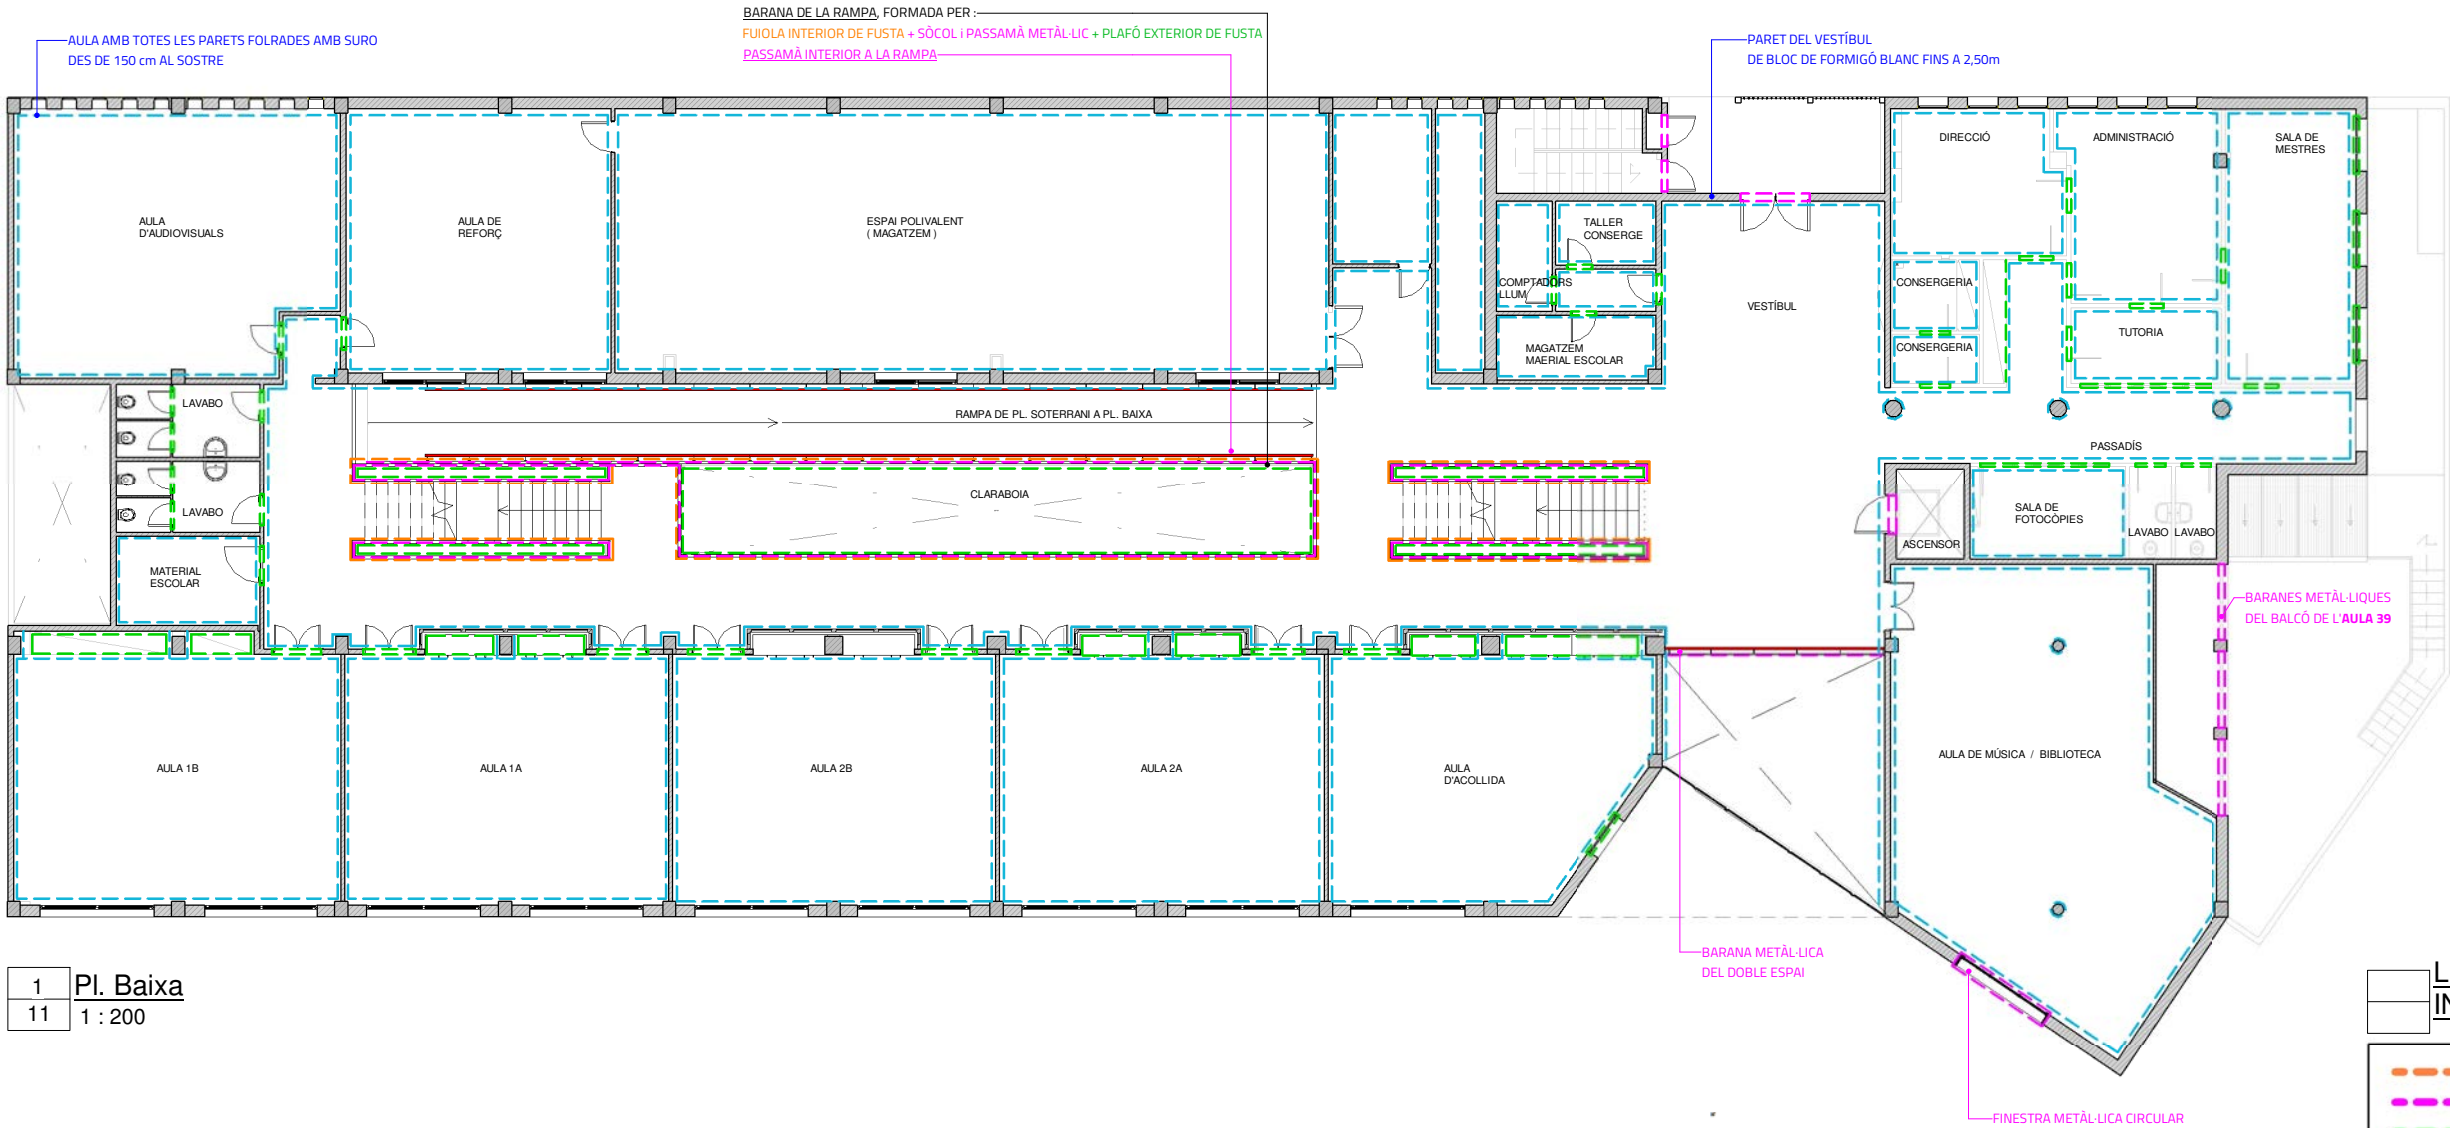 BARANA DE LA RAMPA, FORMADA PER :
FUIOLA INTERIOR DE FUSTA + SÒCOL i PASSAMÀ METÀL·LIC + PLAFÓ EXTERIOR DE FUSTA
PASSAMÀ INTERIOR A LA RAMPA
AULA AMB TOTES LES PARETS FOLRADES AMB SURO
DES DE 150 cm AL SOSTRE
PARET DEL VESTÍBUL
DE BLOC DE FORMIGÓ BLANC FINS A 2,50m
AULA
D'AUDIOVISUALS
AULA DE
REFORÇ
ESPAI POLIVALENT
( MAGATZEM )
TALLER
CONSERGE
COMPTADORS
LLUM
MAGATZEM
MAERIAL ESCOLAR
VESTÍBUL
DIRECCIÓ
ADMINISTRACIÓ
SALA DE
MESTRES
CONSERGERIA
CONSERGERIA
TUTORIA
LAVABO
LAVABO
RAMPA DE PL. SOTERRANI A PL. BAIXA
CLARABOIA
PASSADÍS
SALA DE
FOTOCÒPIES
ASCENSOR
LAVABO
LAVABO
MATERIAL
ESCOLAR
BARANES METÀL·LIQUES
DEL BALCÓ DE L'AULA 39
AULA 1B
AULA 1A
AULA 2B
AULA 2A
AULA
D'ACOLLIDA
AULA DE MÚSICA / BIBLIOTECA
BARANA METÀL·LICA
DEL DOBLE ESPAI
FINESTRA METÀL·LICA CIRCULAR
1
11
Pl. Baixa
1 : 200